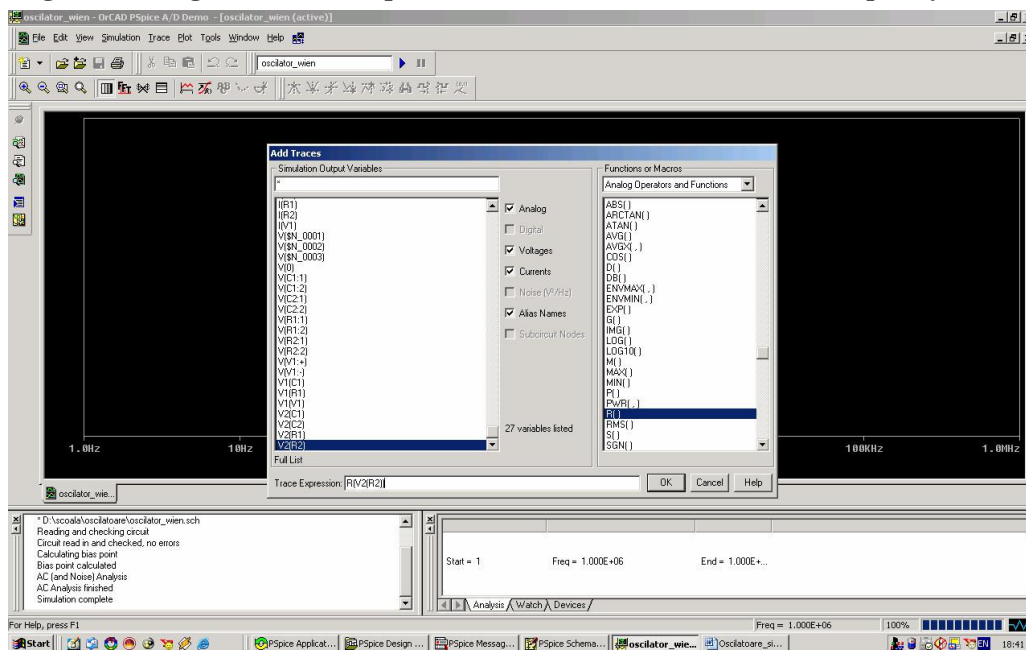 oscilator_wien - OrCAD PSpice A/D Demo - [oscilator_wien (active)]
File Edit View Simulation Trace Plot Tools Window Help
oscilator_wien
Add Traces
Simulation Output Variables
*
I(R1)
I(R2)
I(V1)
V($N_0001)
V($N_0002)
V($N_0003)
V(0)
V(C1:1)
V(C1:2)
V(C2:1)
V(C2:2)
V(R1:1)
V(R1:2)
V(R2:1)
V(R2:2)
V(V1:+)
V(V1:-)
V1(C1)
V1(R1)
V1(V1)
V2(C1)
V2(C2)
V2(R1)
V2(R2)
Full List
Analog
Digital
Voltages
Currents
Noise (V²/Hz)
Alias Names
Subcircuit Nodes
27 variables listed
Functions or Macros
Analog Operators and Functions
ABS( )
ARCTAN( )
ATAN( )
AVG( )
AVGX( , )
COS( )
D( )
DB( )
ENVMAX( , )
ENVMIN( , )
EXP( )
G( )
IMG( )
LOG( )
LOG10( )
M( )
MAX( )
MIN( )
P( )
PWR( , )
R( )
RMS( )
S( )
SGN( )
Trace Expression: R(V2(R2))
OK Cancel Help
1.0Hz 10Hz 100KHz 1.0MHz
oscilator_wie...
* D:\scoala\oscilatoare\oscilator_wien.sch
Reading and checking circuit
Circuit read in and checked, no errors
Calculating bias point
Bias point calculated
AC (and Noise) Analysis
AC Analysis finished
Simulation complete
Start = 1 Freq = 1.000E+06 End = 1.000E+...
Analysis Watch Devices
For Help, press F1
Freq = 1.000E+06 100%
Start PSpice Applicat... PSpice Design ... PSpice Messag... PSpice Schema... oscilator_wie... Oscilatoare_si... EN 18:41